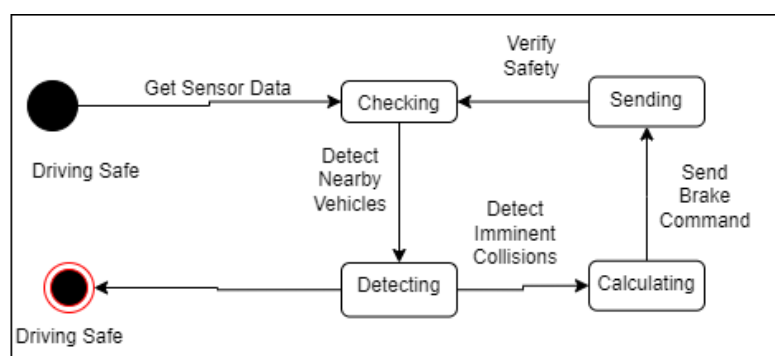 Verify
Safety
Get Sensor Data
Checking
Sending
Driving Safe
Detect
Nearby
Vehicles
Send
Brake
Command
Detect
Imminent
Collisions
Detecting
Calculating
Driving Safe